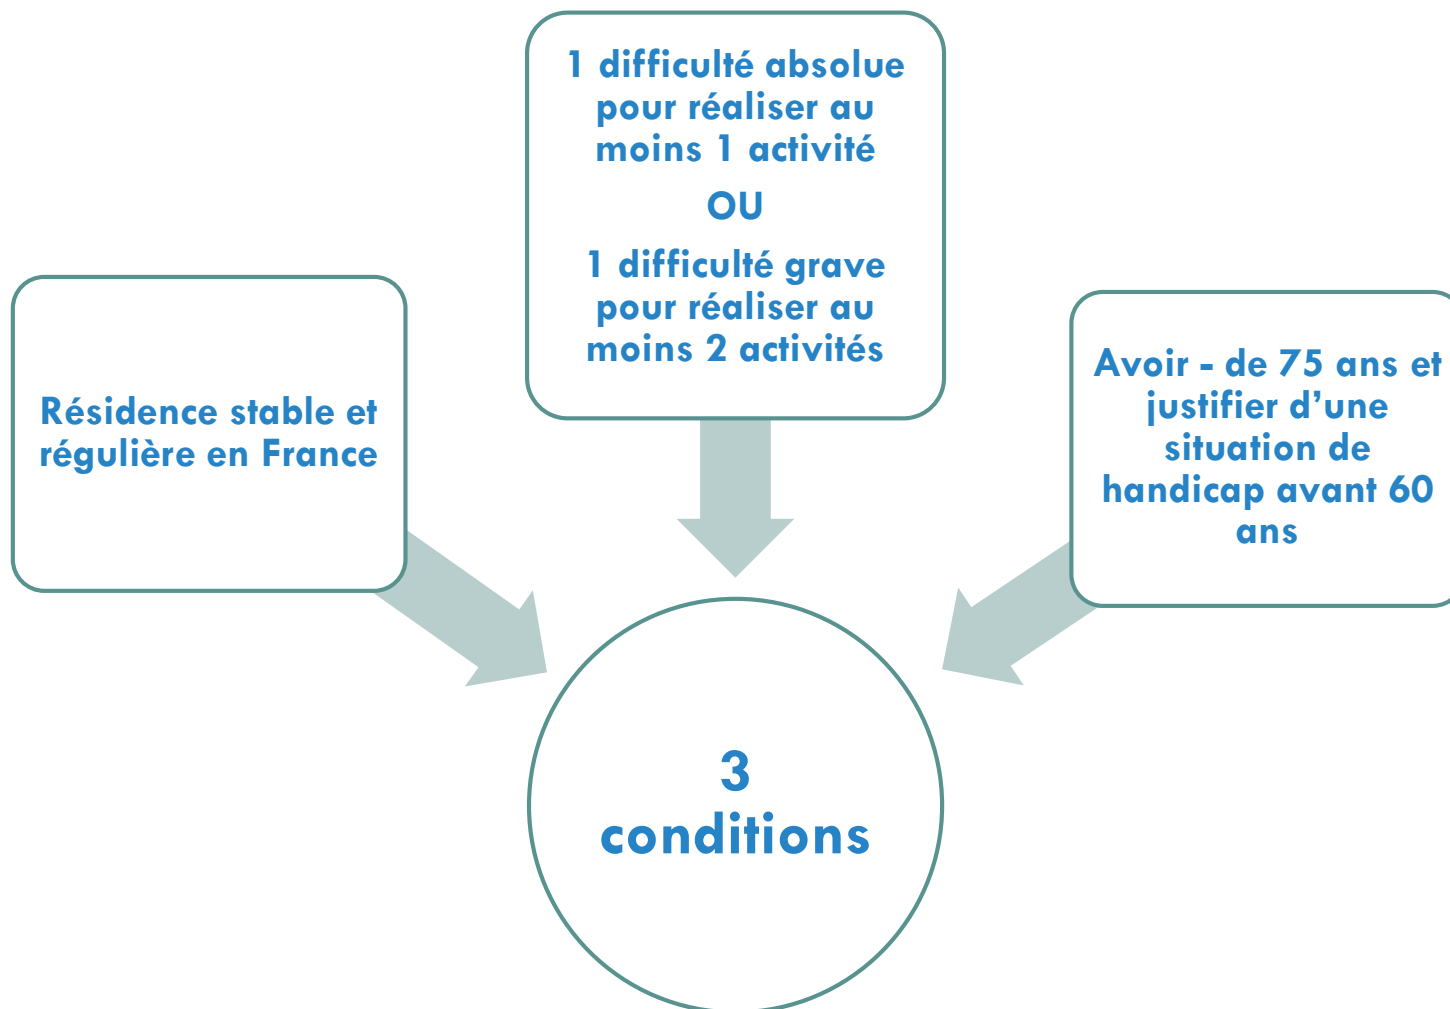 1 difficulté absolue
pour réaliser au
moins 1 activité
OU
1 difficulté grave
pour réaliser au
moins 2 activités
Résidence stable et
régulière en France
Avoir - de 75 ans et
justifier d’une
situation de
handicap avant 60
ans
3
conditions